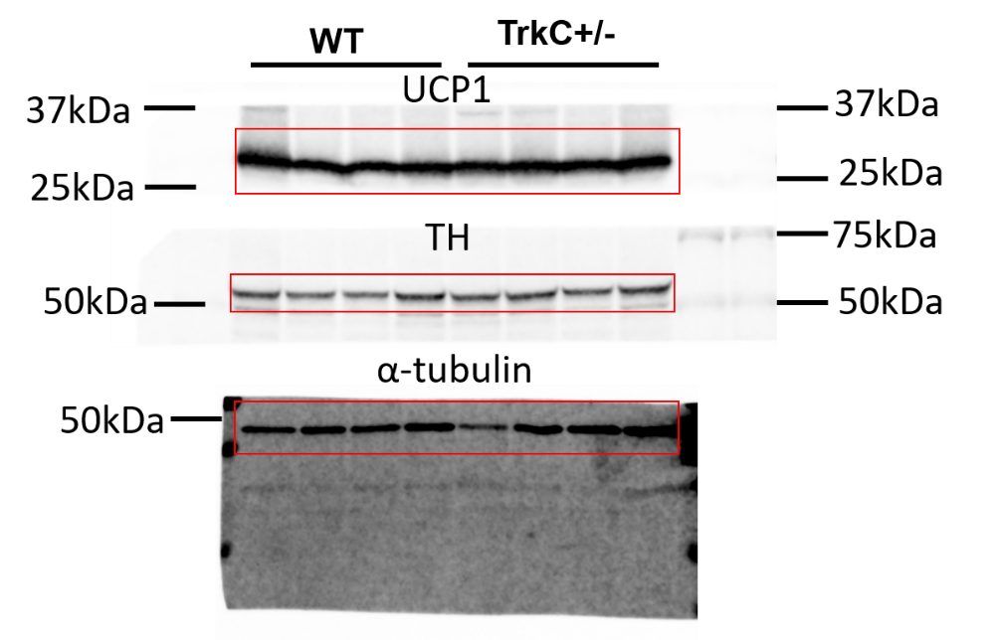 WT
TrkC+/-
UCP1
37kDa
37kDa
25kDa
25kDa
TH
75kDa
50kDa
50kDa
α-tubulin
50kDa